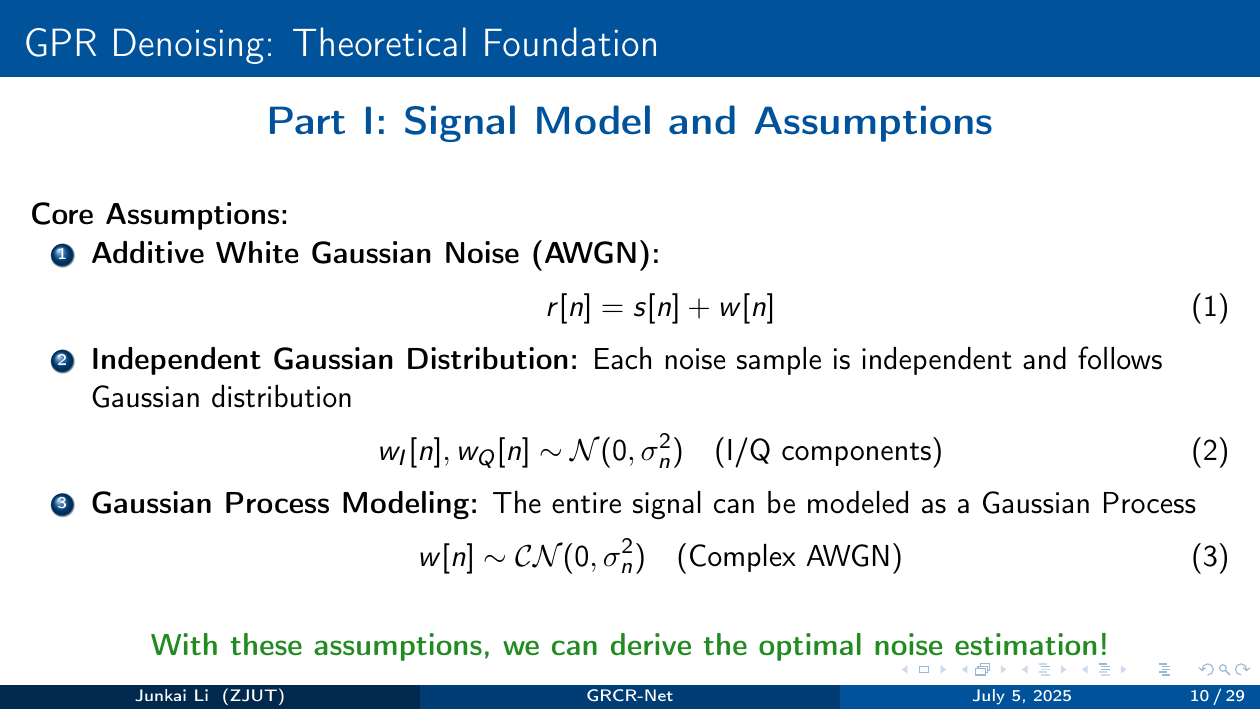 GPR Denoising: Theoretical Foundation
Part I: Signal Model and Assumptions
Core Assumptions:
1 Additive White Gaussian Noise (AWGN):
r[n] = s[n] + w[n] (1)
2 Independent Gaussian Distribution: Each noise sample is independent and follows
Gaussian distribution
w_I[n], w_Q[n] ∼ 𝒩(0, σ_n^2) (I/Q components) (2)
3 Gaussian Process Modeling: The entire signal can be modeled as a Gaussian Process
w[n] ∼ 𝒞𝒩(0, σ_n^2) (Complex AWGN) (3)
With these assumptions, we can derive the optimal noise estimation!
Junkai Li (ZJUT) GRCR-Net July 5, 2025 10 / 29